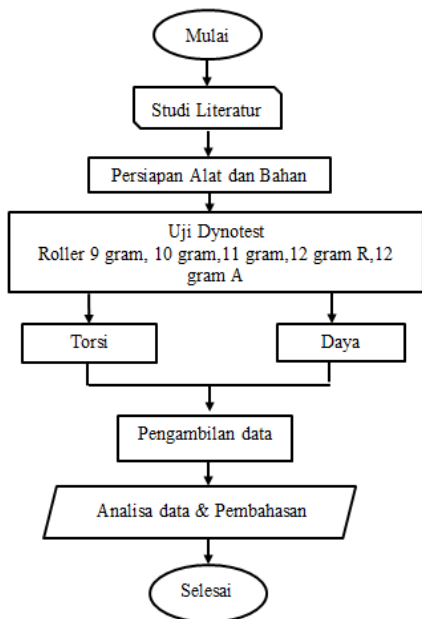 Mulai
Studi Literatur
Persiapan Alat dan Bahan
Uji Dynotest
Roller 9 gram, 10 gram,11 gram,12 gram R,12
gram A
Torsi
Daya
Pengambilan data
Analisa data & Pembahasan
Selesai